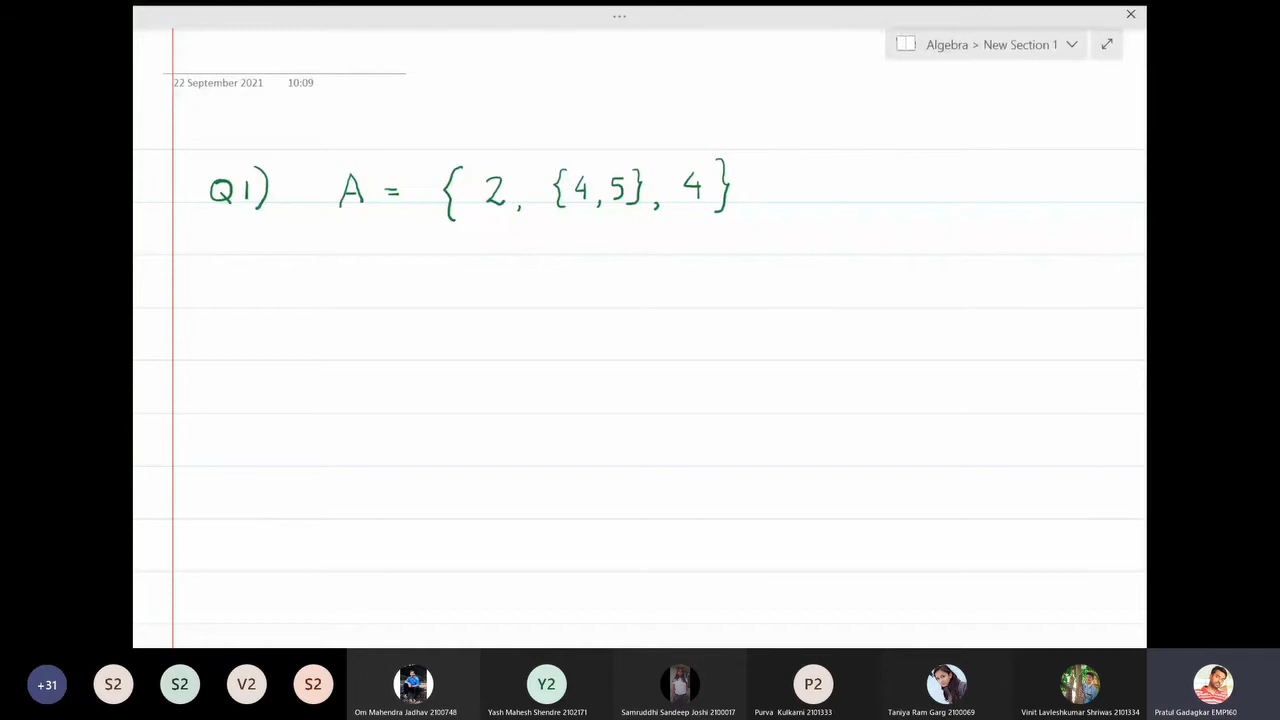 Algebra > New Section 1
22 September 2021 10:09
Q1) A = { 2, {4,5}, 4 }
+31 S2 S2 V2 S2 Y2 P2
Om Mahendra Jadhav 2100748 Yash Mahesh Shendre 2102171 Samruddhi Sandeep Joshi 2100017 Purva Kulkarni 2101333 Taniya Ram Garg 2100069 Vinit Lavleshkumar Shriwas 2101334 Pratul Gadagkar EMP160